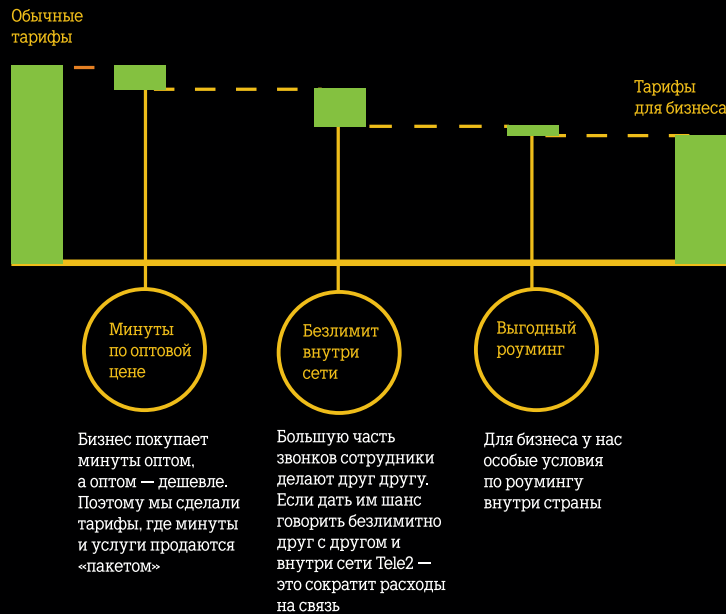 Обычные
тарифы
Тарифы
для бизнеса
Минуты
по оптовой
цене
Безлимит
внутри
сети
Выгодный
роуминг
Бизнес покупает
минуты оптом,
а оптом — дешевле.
Поэтому мы сделали
тарифы, где минуты
и услуги продаются
«пакетом»
Большую часть
звонков сотрудники
делают друг другу.
Если дать им шанс
говорить безлимитно
друг с другом и
внутри сети Tele2 —
это сократит расходы
на связь
Для бизнеса у нас
особые условия
по роумингу
внутри страны